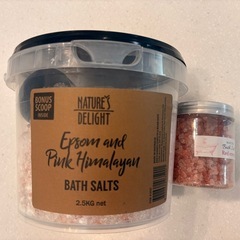 BONUS
SCOOP
INSIDE
NATURE'S
DELIGHT
Epsom and
Pink Himalayan
BATH SALTS
2.5KG net